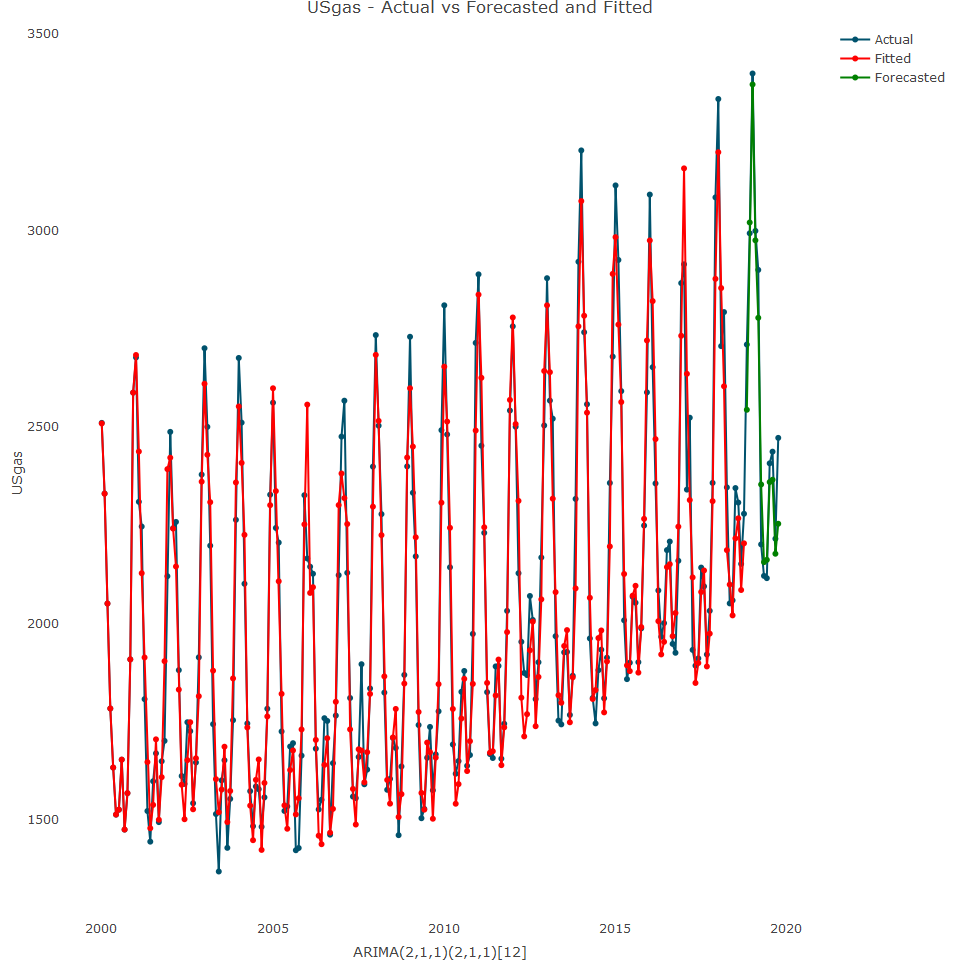 USgas - Actual vs Forecasted and Fitted
Actual
Fitted
Forecasted
3500
3000
2500
2000
1500
USgas
2000
2005
2010
2015
2020
ARIMA(2,1,1)(2,1,1)[12]